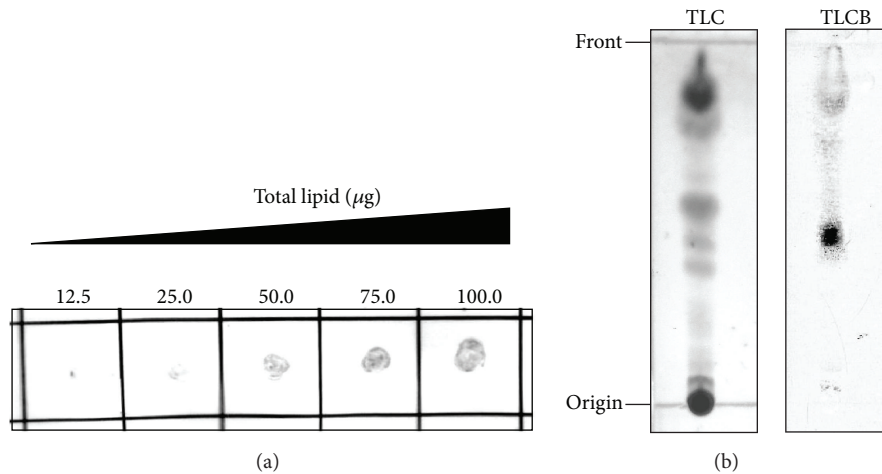 Total lipid (μg)
12.5 25.0 50.0 75.0 100.0
(a)
TLC TLCB
Front
Origin
(b)